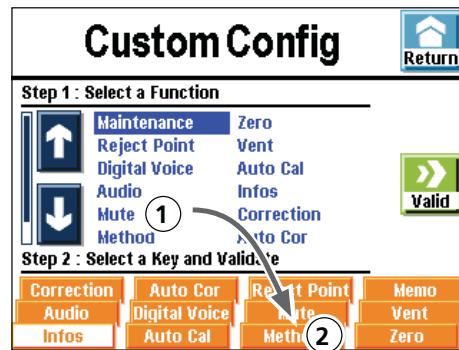 Custom Config
Return
Step 1 : Select a Function
Maintenance Zero
Reject Point Vent
Digital Voice Auto Cal
Audio Infos
Mute 1 Correction
Method Auto Cor
Valid
Step 2 : Select a Key and Validate
Correction Auto Cor Reject Point Memo
Audio Digital Voice Mute Vent
Infos Auto Cal Method 2 Zero